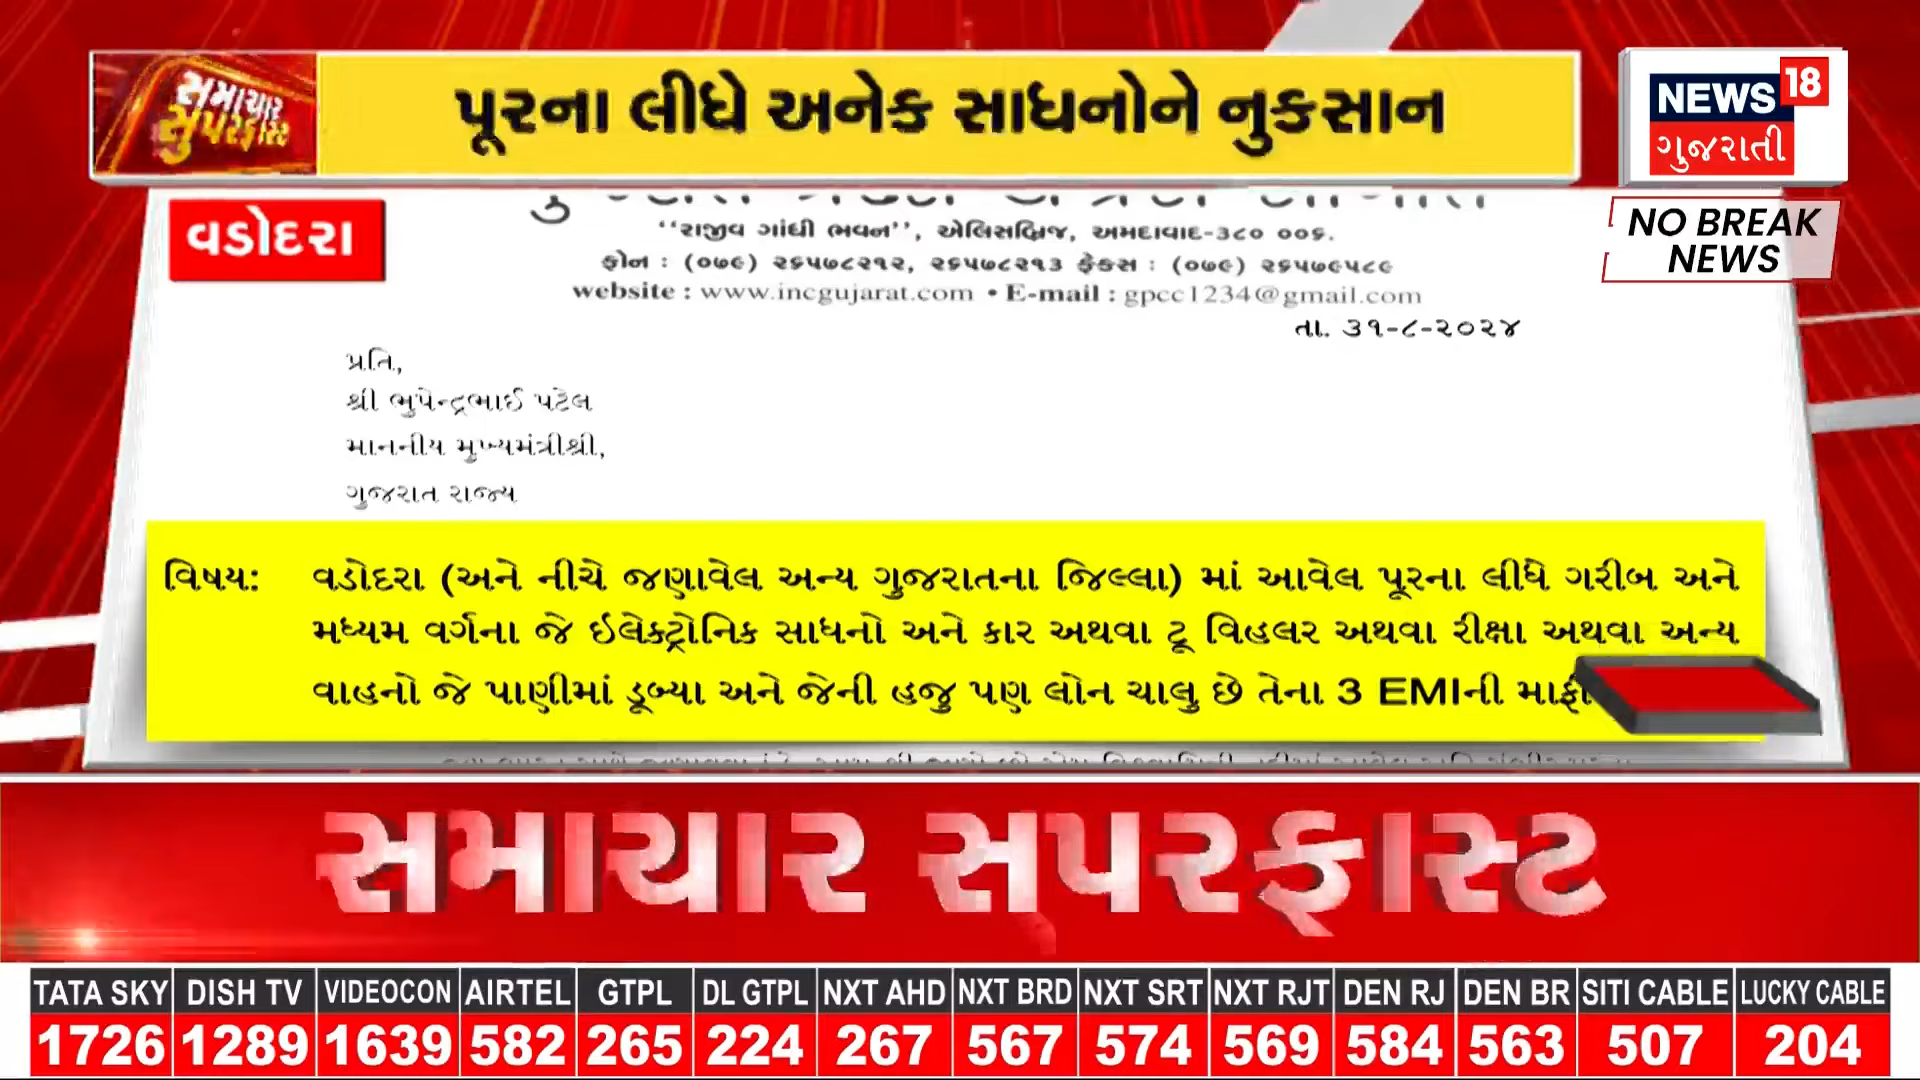 સમાચાર
સુપરફાસ્ટ
પૂરના લીધે અનેક સાધનોને નુકસાન
NEWS 18
ગુજરાતી
NO BREAK
NEWS
વડોદરા
“રાજીવ ગાંધી ભવન”, એલિસબ્રિજ, અમદાવાદ-૩૮૦ ૦૦૬.
ફોન : (૦૭૯) ૨૬૫૭૮૨૧૨, ૨૬૫૭૮૨૧૩ ફેકસ : (૦૭૯) ૨૬૫૭૯૫૮૯
website : www.incgujarat.com • E-mail : gpcc1234@gmail.com
તા. ૩૧-૮-૨૦૨૪
પ્રતિ,
શ્રી ભુપેન્દ્રભાઈ પટેલ
માનનીય મુખ્યમંત્રીશ્રી,
ગુજરાત રાજ્ય
વિષય: વડોદરા (અને નીચે જણાવેલ અન્ય ગુજરાતના જિલ્લા) માં આવેલ પૂરના લીધે ગરીબ અને
મધ્યમ વર્ગના જે ઇલેક્ટ્રોનિક સાધનો અને કાર અથવા ટૂ વિહલર અથવા રીક્ષા અથવા અન્ય
વાહનો જે પાણીમાં ડૂબ્યા અને જેની હજુ પણ લોન ચાલુ છે તેના 3 EMIની માફી
સમાચાર સુપરફાસ્ટ
TATA SKY DISH TV VIDEOCON AIRTEL GTPL DL GTPL NXT AHD NXT BRD NXT SRT NXT RJT DEN RJ DEN BR SITI CABLE LUCKY CABLE
1726 1289 1639 582 265 224 267 567 574 569 584 563 507 204